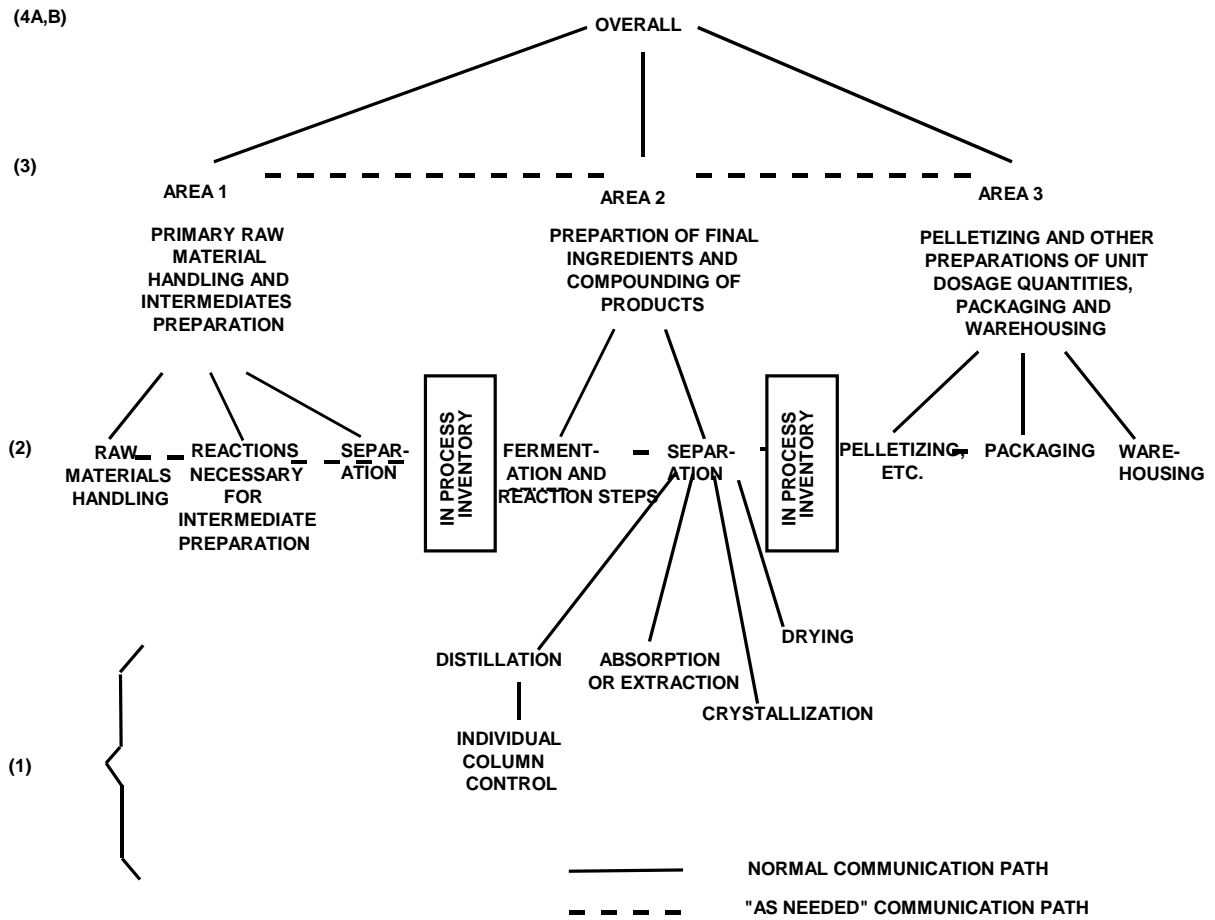 (4A,B)
OVERALL
(3)
AREA 1
PRIMARY RAW
MATERIAL
HANDLING AND
INTERMEDIATES
PREPARATION
AREA 2
PREPARTION OF FINAL
INGREDIENTS AND
COMPOUNDING OF
PRODUCTS
AREA 3
PELLETIZING AND OTHER
PREPARATIONS OF UNIT
DOSAGE QUANTITIES,
PACKAGING AND
WAREHOUSING
(2)
RAW
MATERIALS
HANDLING
REACTIONS
NECESSARY
FOR
INTERMEDIATE
PREPARATION
SEPAR-
ATION
IN PROCESS
INVENTORY
FERMENT-
ATION AND
REACTION STEPS
SEPAR-
ATION
IN PROCESS
INVENTORY
PELLETIZING,
ETC.
PACKAGING
WARE-
HOUSING
(1)
DISTILLATION
INDIVIDUAL
COLUMN
CONTROL
ABSORPTION
OR EXTRACTION
CRYSTALLIZATION
DRYING
NORMAL COMMUNICATION PATH
"AS NEEDED" COMMUNICATION PATH